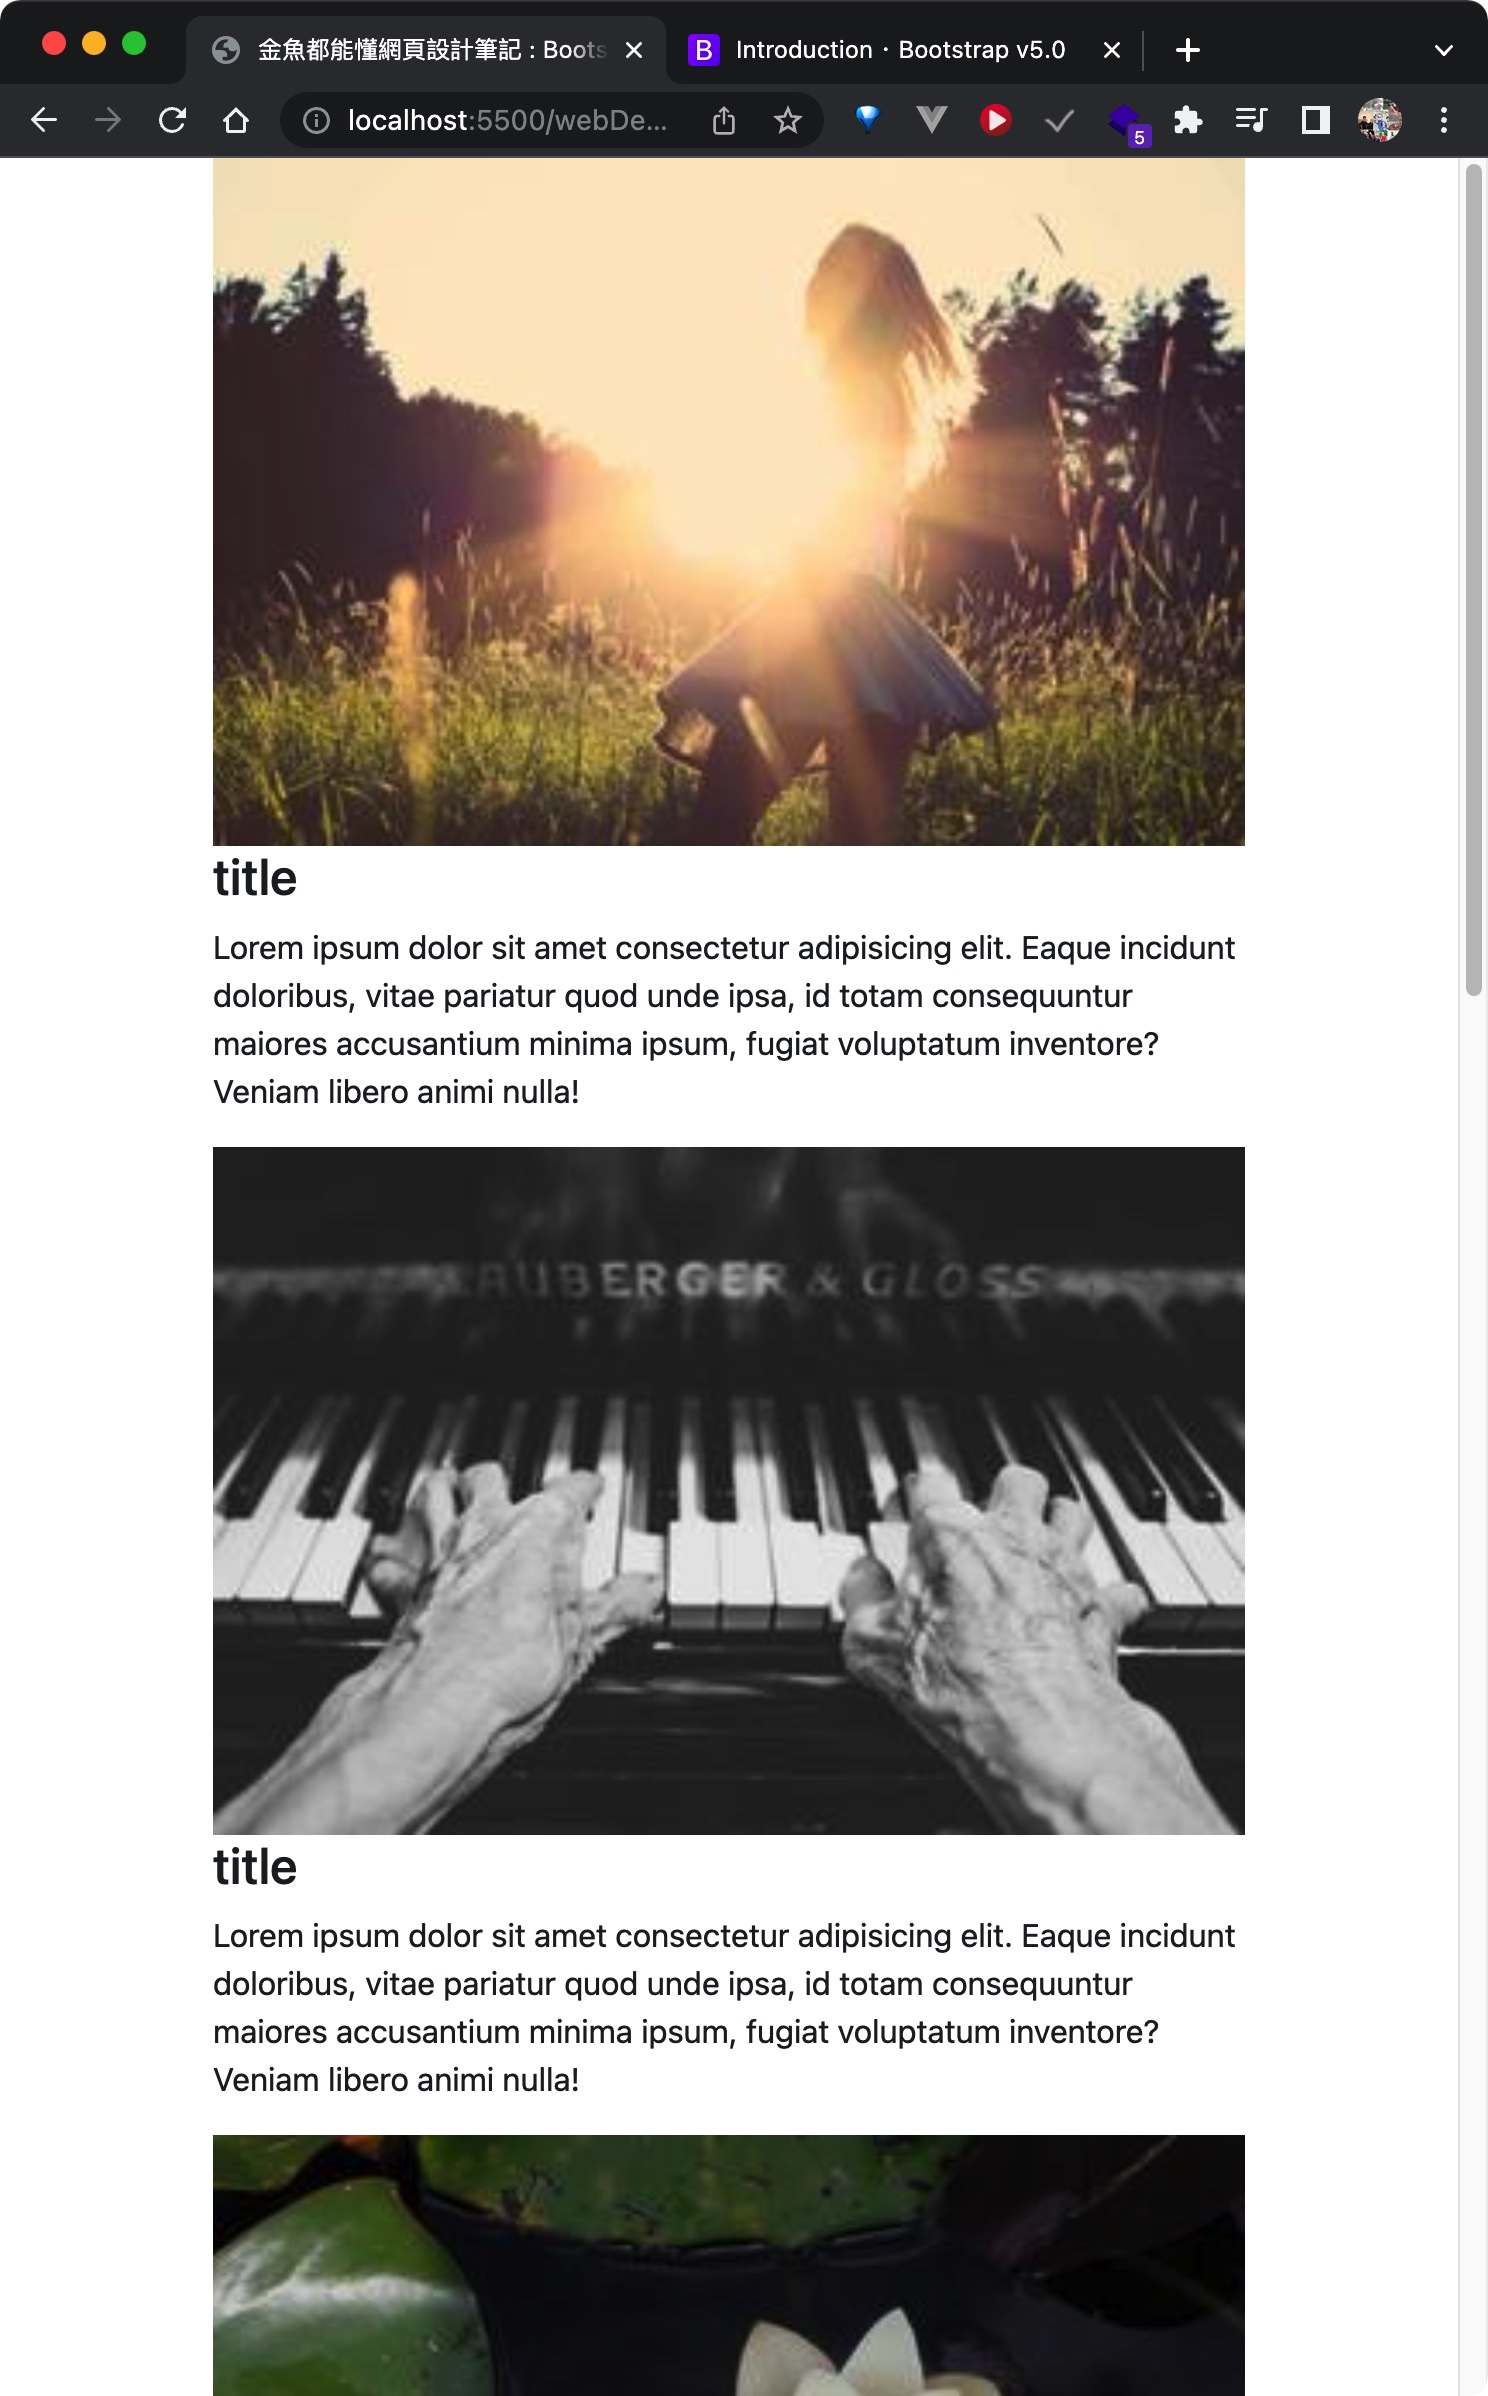 金魚都能懂網頁設計筆記 : Boots
Introduction · Bootstrap v5.0
localhost:5500/webDe...
5
title
Lorem ipsum dolor sit amet consectetur adipisicing elit. Eaque incidunt
doloribus, vitae pariatur quod unde ipsa, id totam consequuntur
maiores accusantium minima ipsum, fugiat voluptatum inventore?
Veniam libero animi nulla!
BERGER & GLOSS
title
Lorem ipsum dolor sit amet consectetur adipisicing elit. Eaque incidunt
doloribus, vitae pariatur quod unde ipsa, id totam consequuntur
maiores accusantium minima ipsum, fugiat voluptatum inventore?
Veniam libero animi nulla!